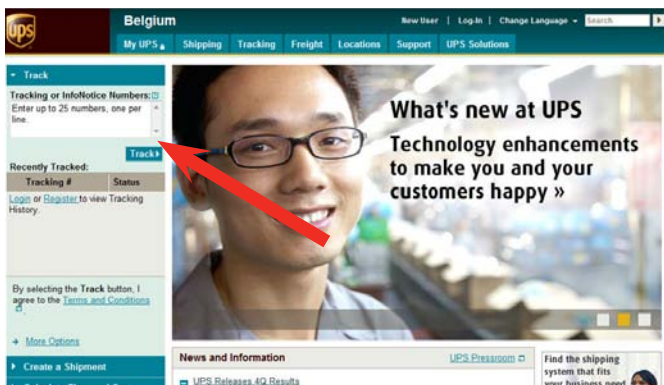 ups
Belgium
New User | Log-In | Change Language
Search
My UPS
Shipping
Tracking
Freight
Locations
Support
UPS Solutions
Track
Tracking or InfoNotice Numbers:
Enter up to 25 numbers, one per
line.
Track
Recently Tracked:
Tracking # Status
Login or Register to view Tracking
History.
By selecting the Track button, I
agree to the Terms and Conditions
More Options
Create a Shipment
What's new at UPS
Technology enhancements
to make you and your
customers happy »
News and Information
UPS Pressroom
UPS Releases 4Q Results
Find the shipping
system that fits
your business need